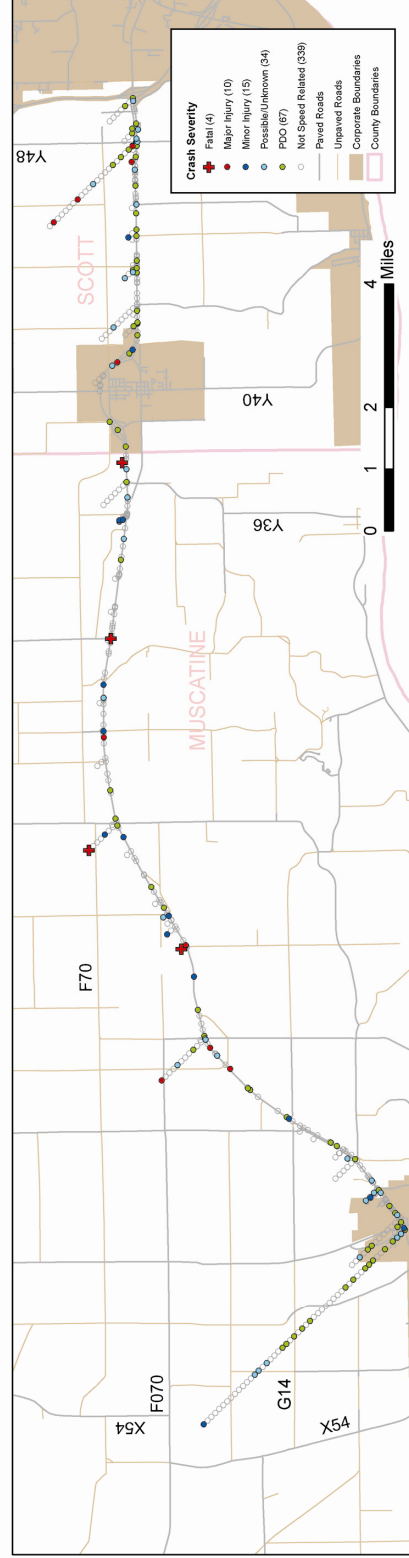 X54
F070
G14
X54
F70
MUSCATINE
Y36
Y40
SCOTT
Y48
Crash Severity
Fatal (4)
Major Injury (10)
Minor Injury (15)
Possible/Unknown (34)
PDO (67)
Not Speed Related (339)
Paved Roads
Unpaved Roads
Corporate Boundaries
County Boundaries
0 1 2 4
Miles